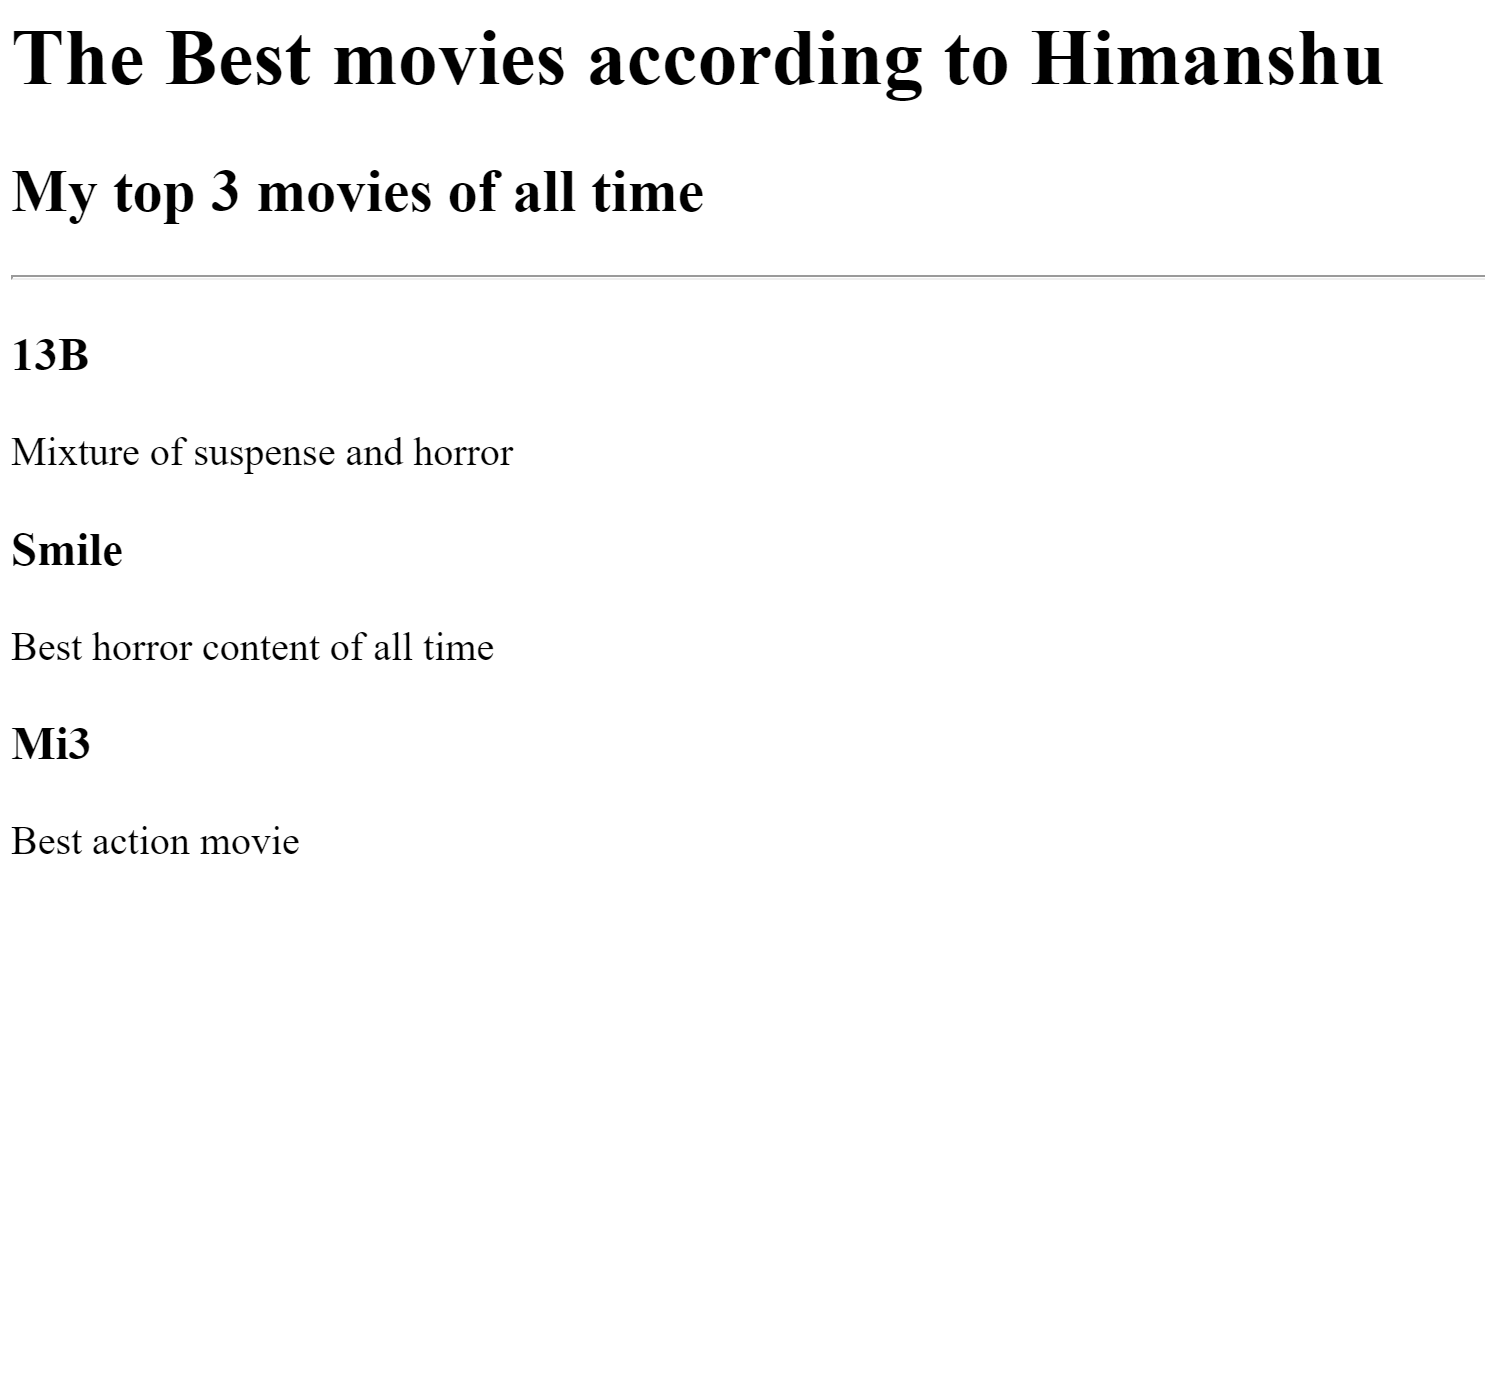 The Best movies according to Himanshu
My top 3 movies of all time
13B
Mixture of suspense and horror
Smile
Best horror content of all time
Mi3
Best action movie